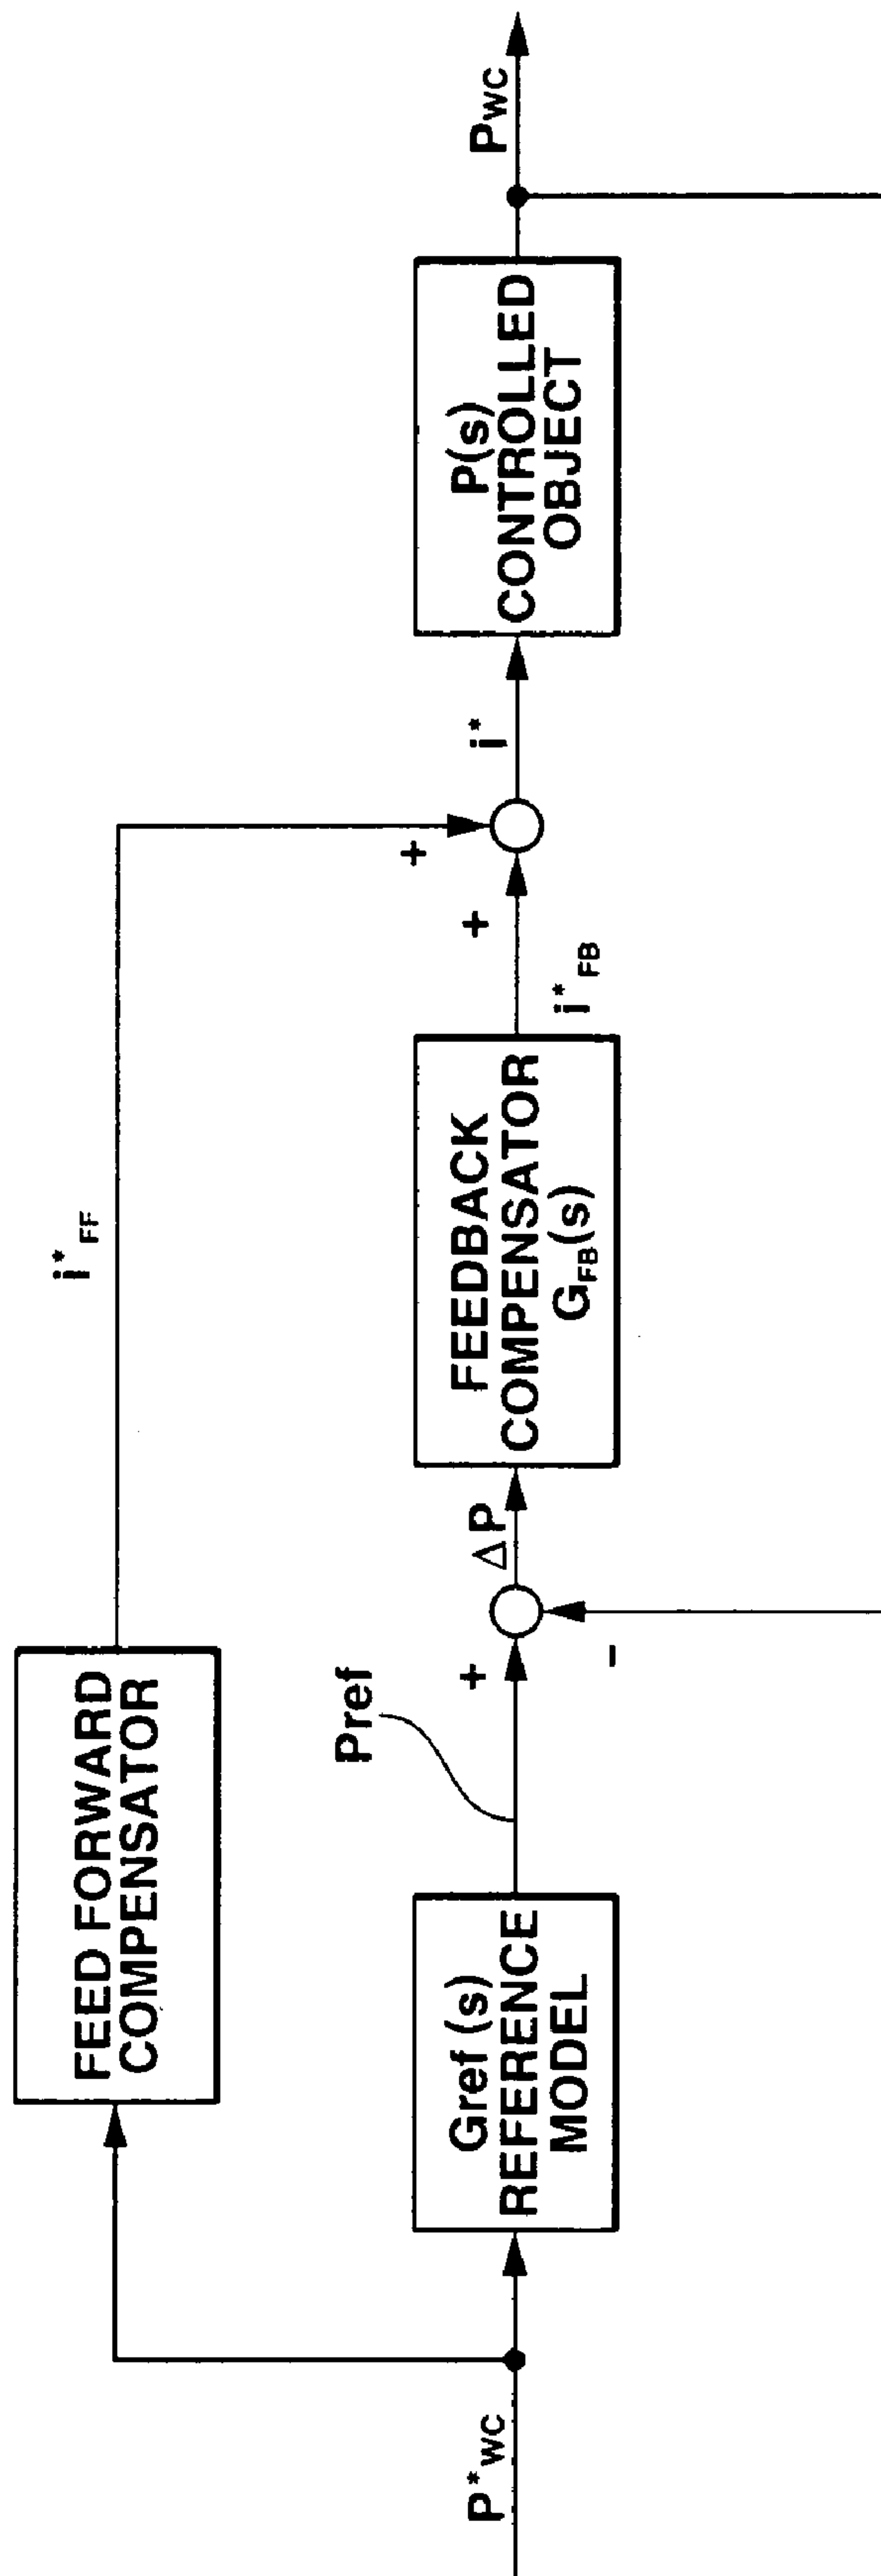 P*WC
FEED FORWARD
COMPENSATOR
i*FF
Gref (s)
REFERENCE
MODEL
Pref
+
-
ΔP
FEEDBACK
COMPENSATOR
GFB(s)
i*FB
+
+
i*
P(s)
CONTROLLED
OBJECT
PWC